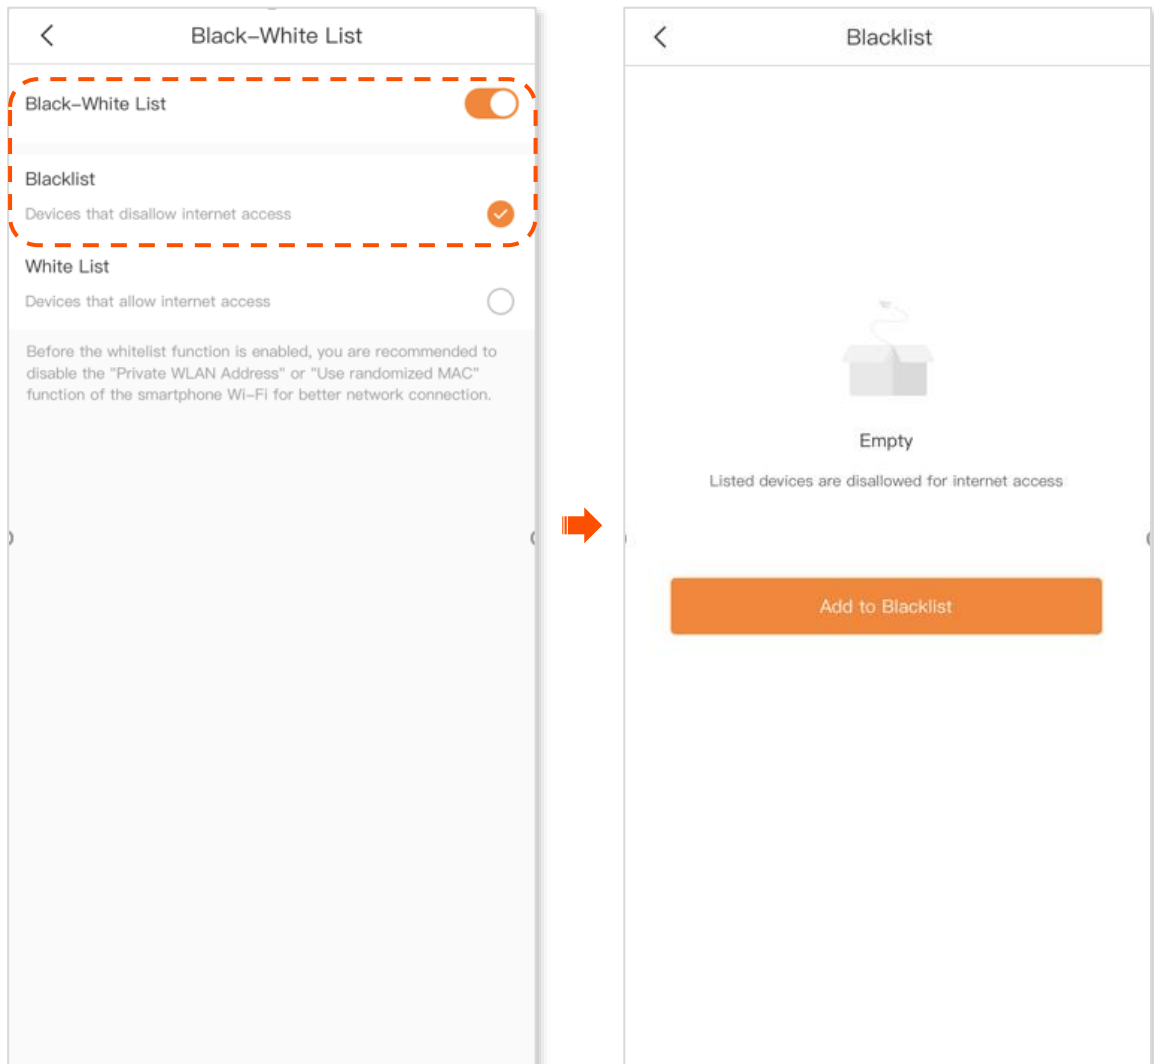 Black–White List
Black–White List
Blacklist
Devices that disallow internet access
White List
Devices that allow internet access
Before the whitelist function is enabled, you are recommended to
disable the "Private WLAN Address" or "Use randomized MAC"
function of the smartphone Wi–Fi for better network connection.
Blacklist
Empty
Listed devices are disallowed for internet access
Add to Blacklist